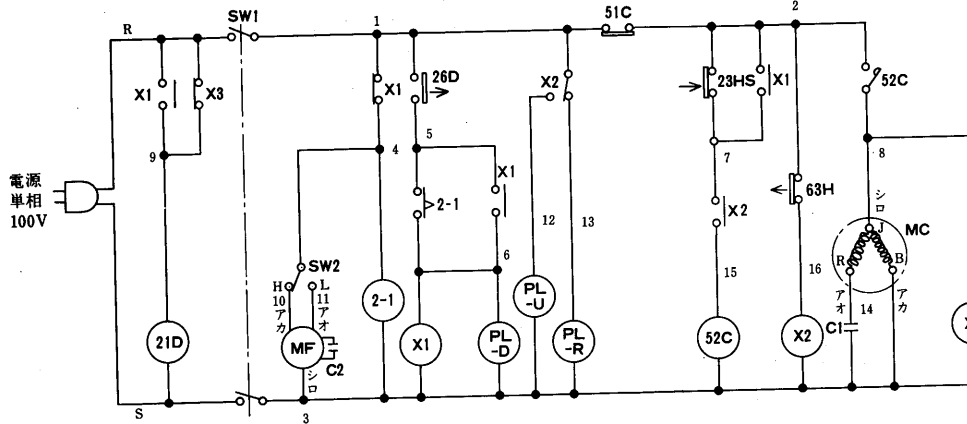 R
SW1
1
51C
2
X1
X3
X1
26D
X2
23HS
X1
52C
電源
単相
100V
9
4
5
2-1
X1
12
13
7
X2
63H
8
シロ
J
MC
R
B
SW2
H
L
10
11
アカ
アオ
6
15
16
アオ
14
アカ
21D
MF
C2
シロ
2-1
X1
PL
-D
PL
-U
PL
-R
52C
X2
C1
S
3